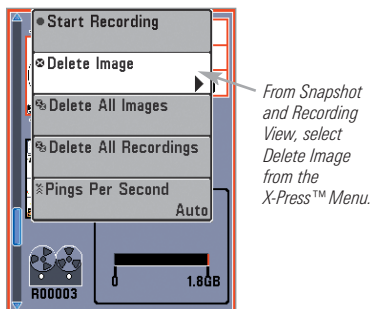 Start Recording
Delete Image
Delete All Images
Delete All Recordings
Pings Per Second
Auto
R00003
0
1.8GB
From Snapshot
and Recording
View, select
Delete Image
from the
X-Press™ Menu.